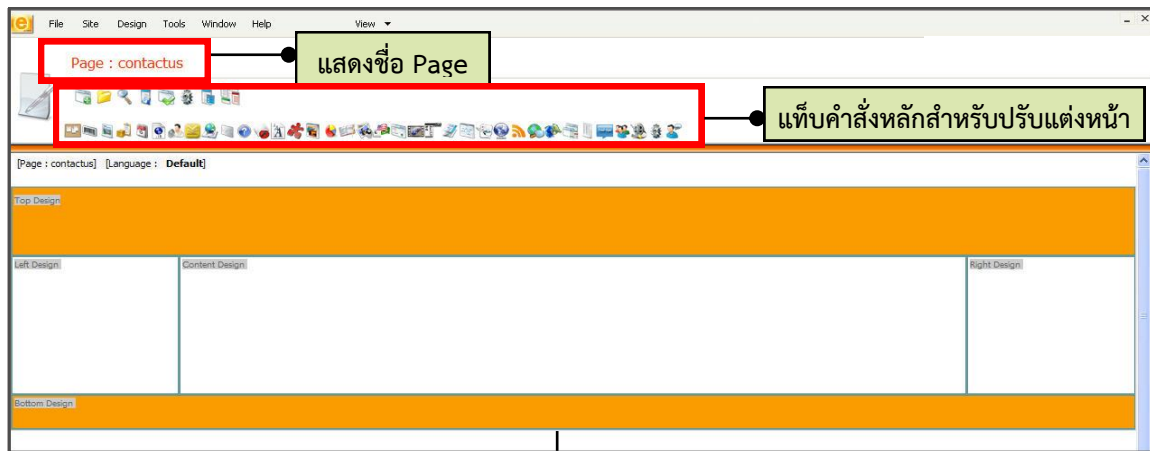 File Site Design Tools Window Help View
Page : contactus
แสดงชื่อ Page
แท็บคำสั่งหลักสำหรับปรับแต่งหน้า
[Page : contactus] [Language : Default]
Top Design
Left Design Content Design Right Design
Bottom Design